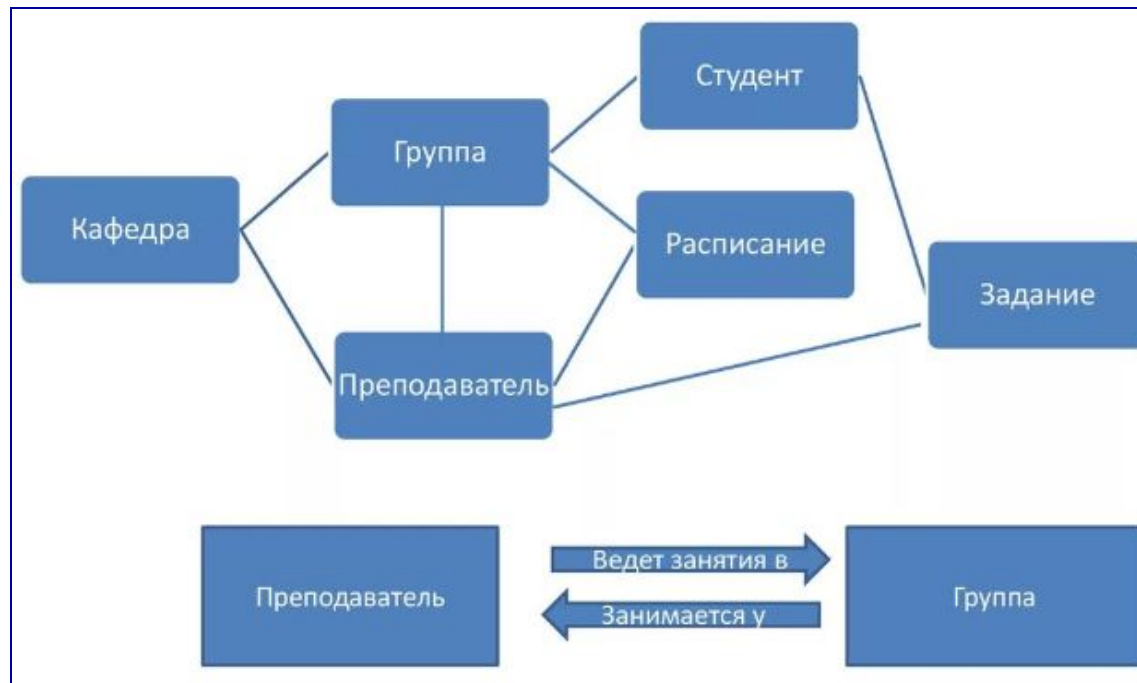 Студент
Группа
Кафедра
Расписание
Задание
Преподаватель
Ведет занятия в
Преподаватель
Группа
Занимается у